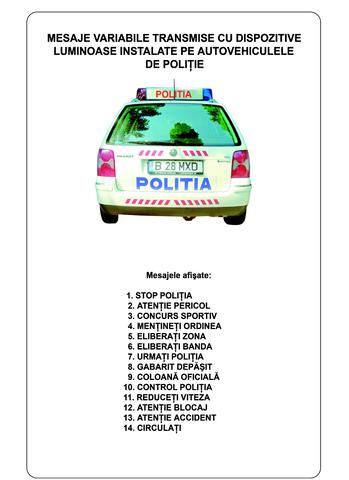 MESAJE VARIABILE TRANSMISE CU DISPOZITIVE
LUMINOASE INSTALATE PE AUTOVEHICULELE
DE POLIȚIE
POLITIA
B 28 MXD
POLITIA
Mesajele afişate:
1. STOP POLIȚIA
2. ATENȚIE PERICOL
3. CONCURS SPORTIV
4. MENȚINEȚI ORDINEA
5. ELIBERAȚI ZONA
6. ELIBERAȚI BANDA
7. URMAȚI POLIȚIA
8. GABARIT DEPĂŞIT
9. COLOANĂ OFICIALĂ
10. CONTROL POLIȚIA
11. REDUCEȚI VITEZA
12. ATENȚIE BLOCAJ
13. ATENȚIE ACCIDENT
14. CIRCULAȚI